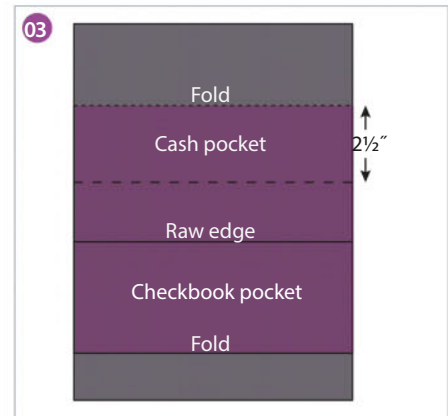 03
Fold
Cash pocket
2½″
Raw edge
Checkbook pocket
Fold